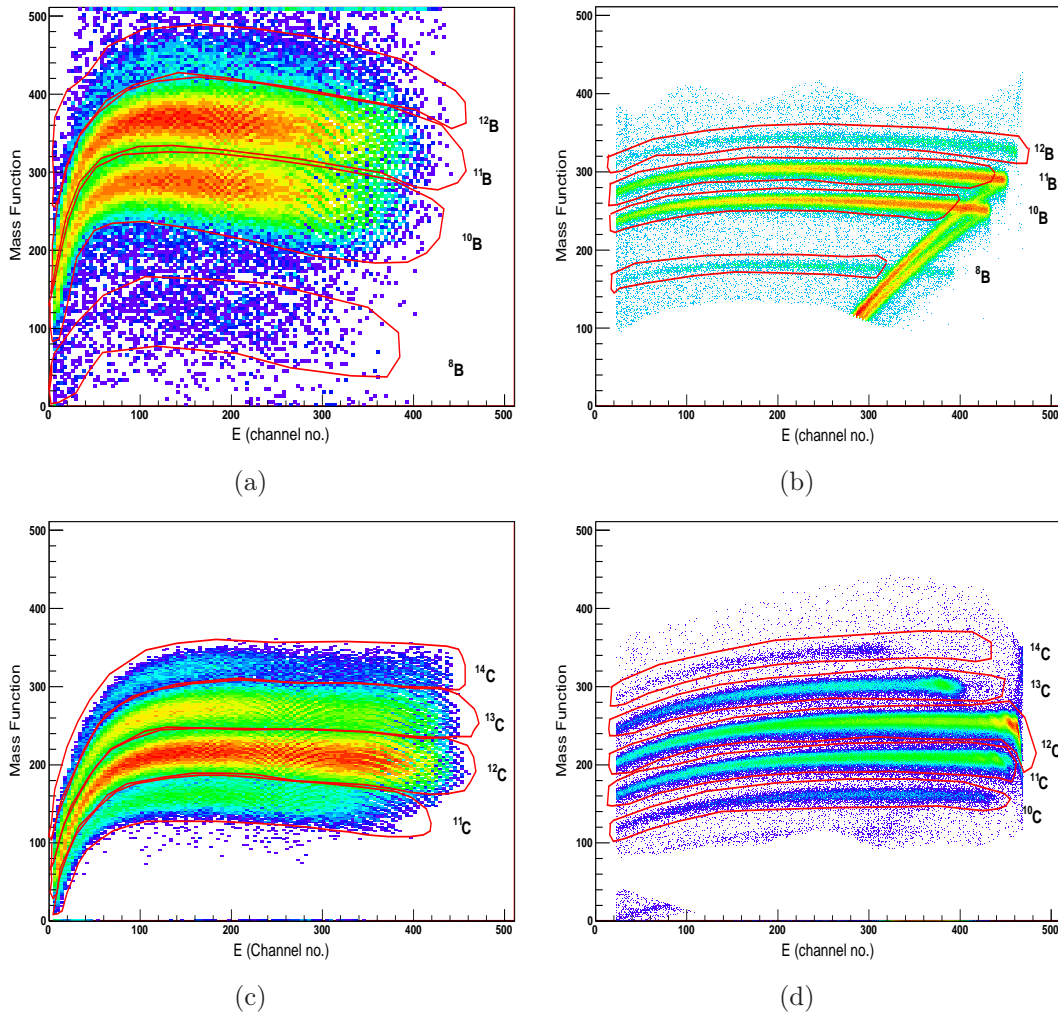 500
400
300
200
100
0
Mass Function
¹²B
¹¹B
¹⁰B
⁸B
0 100 200 300 400 500
E (channel no.)
(a)
500
400
300
200
100
0
Mass Function
¹²B
¹¹B
¹⁰B
⁸B
0 100 200 300 400 500
E (channel no.)
(b)
500
400
300
200
100
0
Mass Function
¹⁴C
¹³C
¹²C
¹¹C
0 100 200 300 400 500
E (Channel no.)
(c)
500
400
300
200
100
0
Mass Function
¹⁴C
¹³C
¹²C
¹¹C
¹⁰C
0 100 200 300 400 500
E (channel no.)
(d)